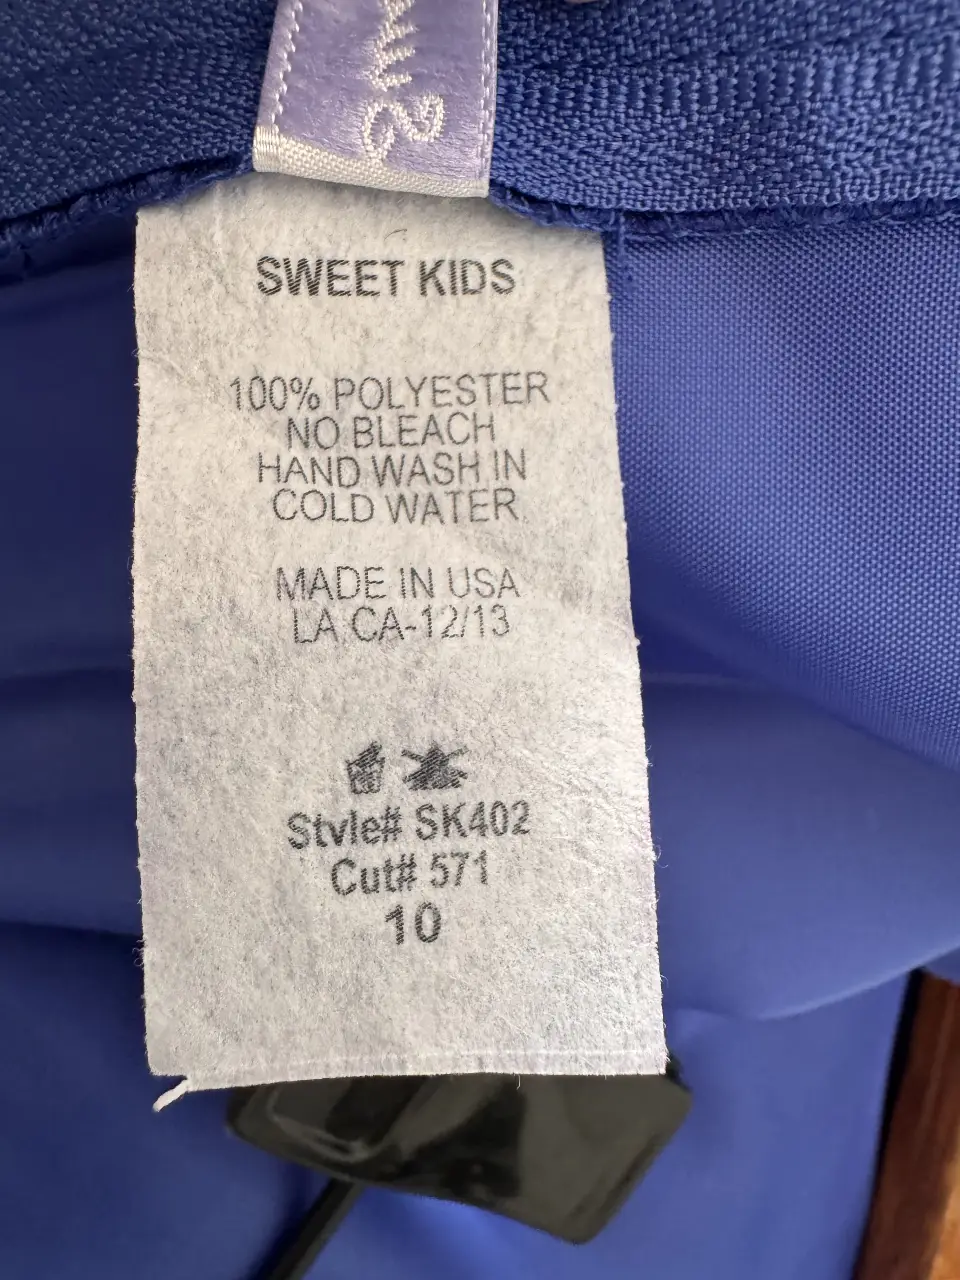 SWEET KIDS
100% POLYESTER
NO BLEACH
HAND WASH IN
COLD WATER
MADE IN USA
LA CA-12/13
Style# SK402
Cut# 571
10